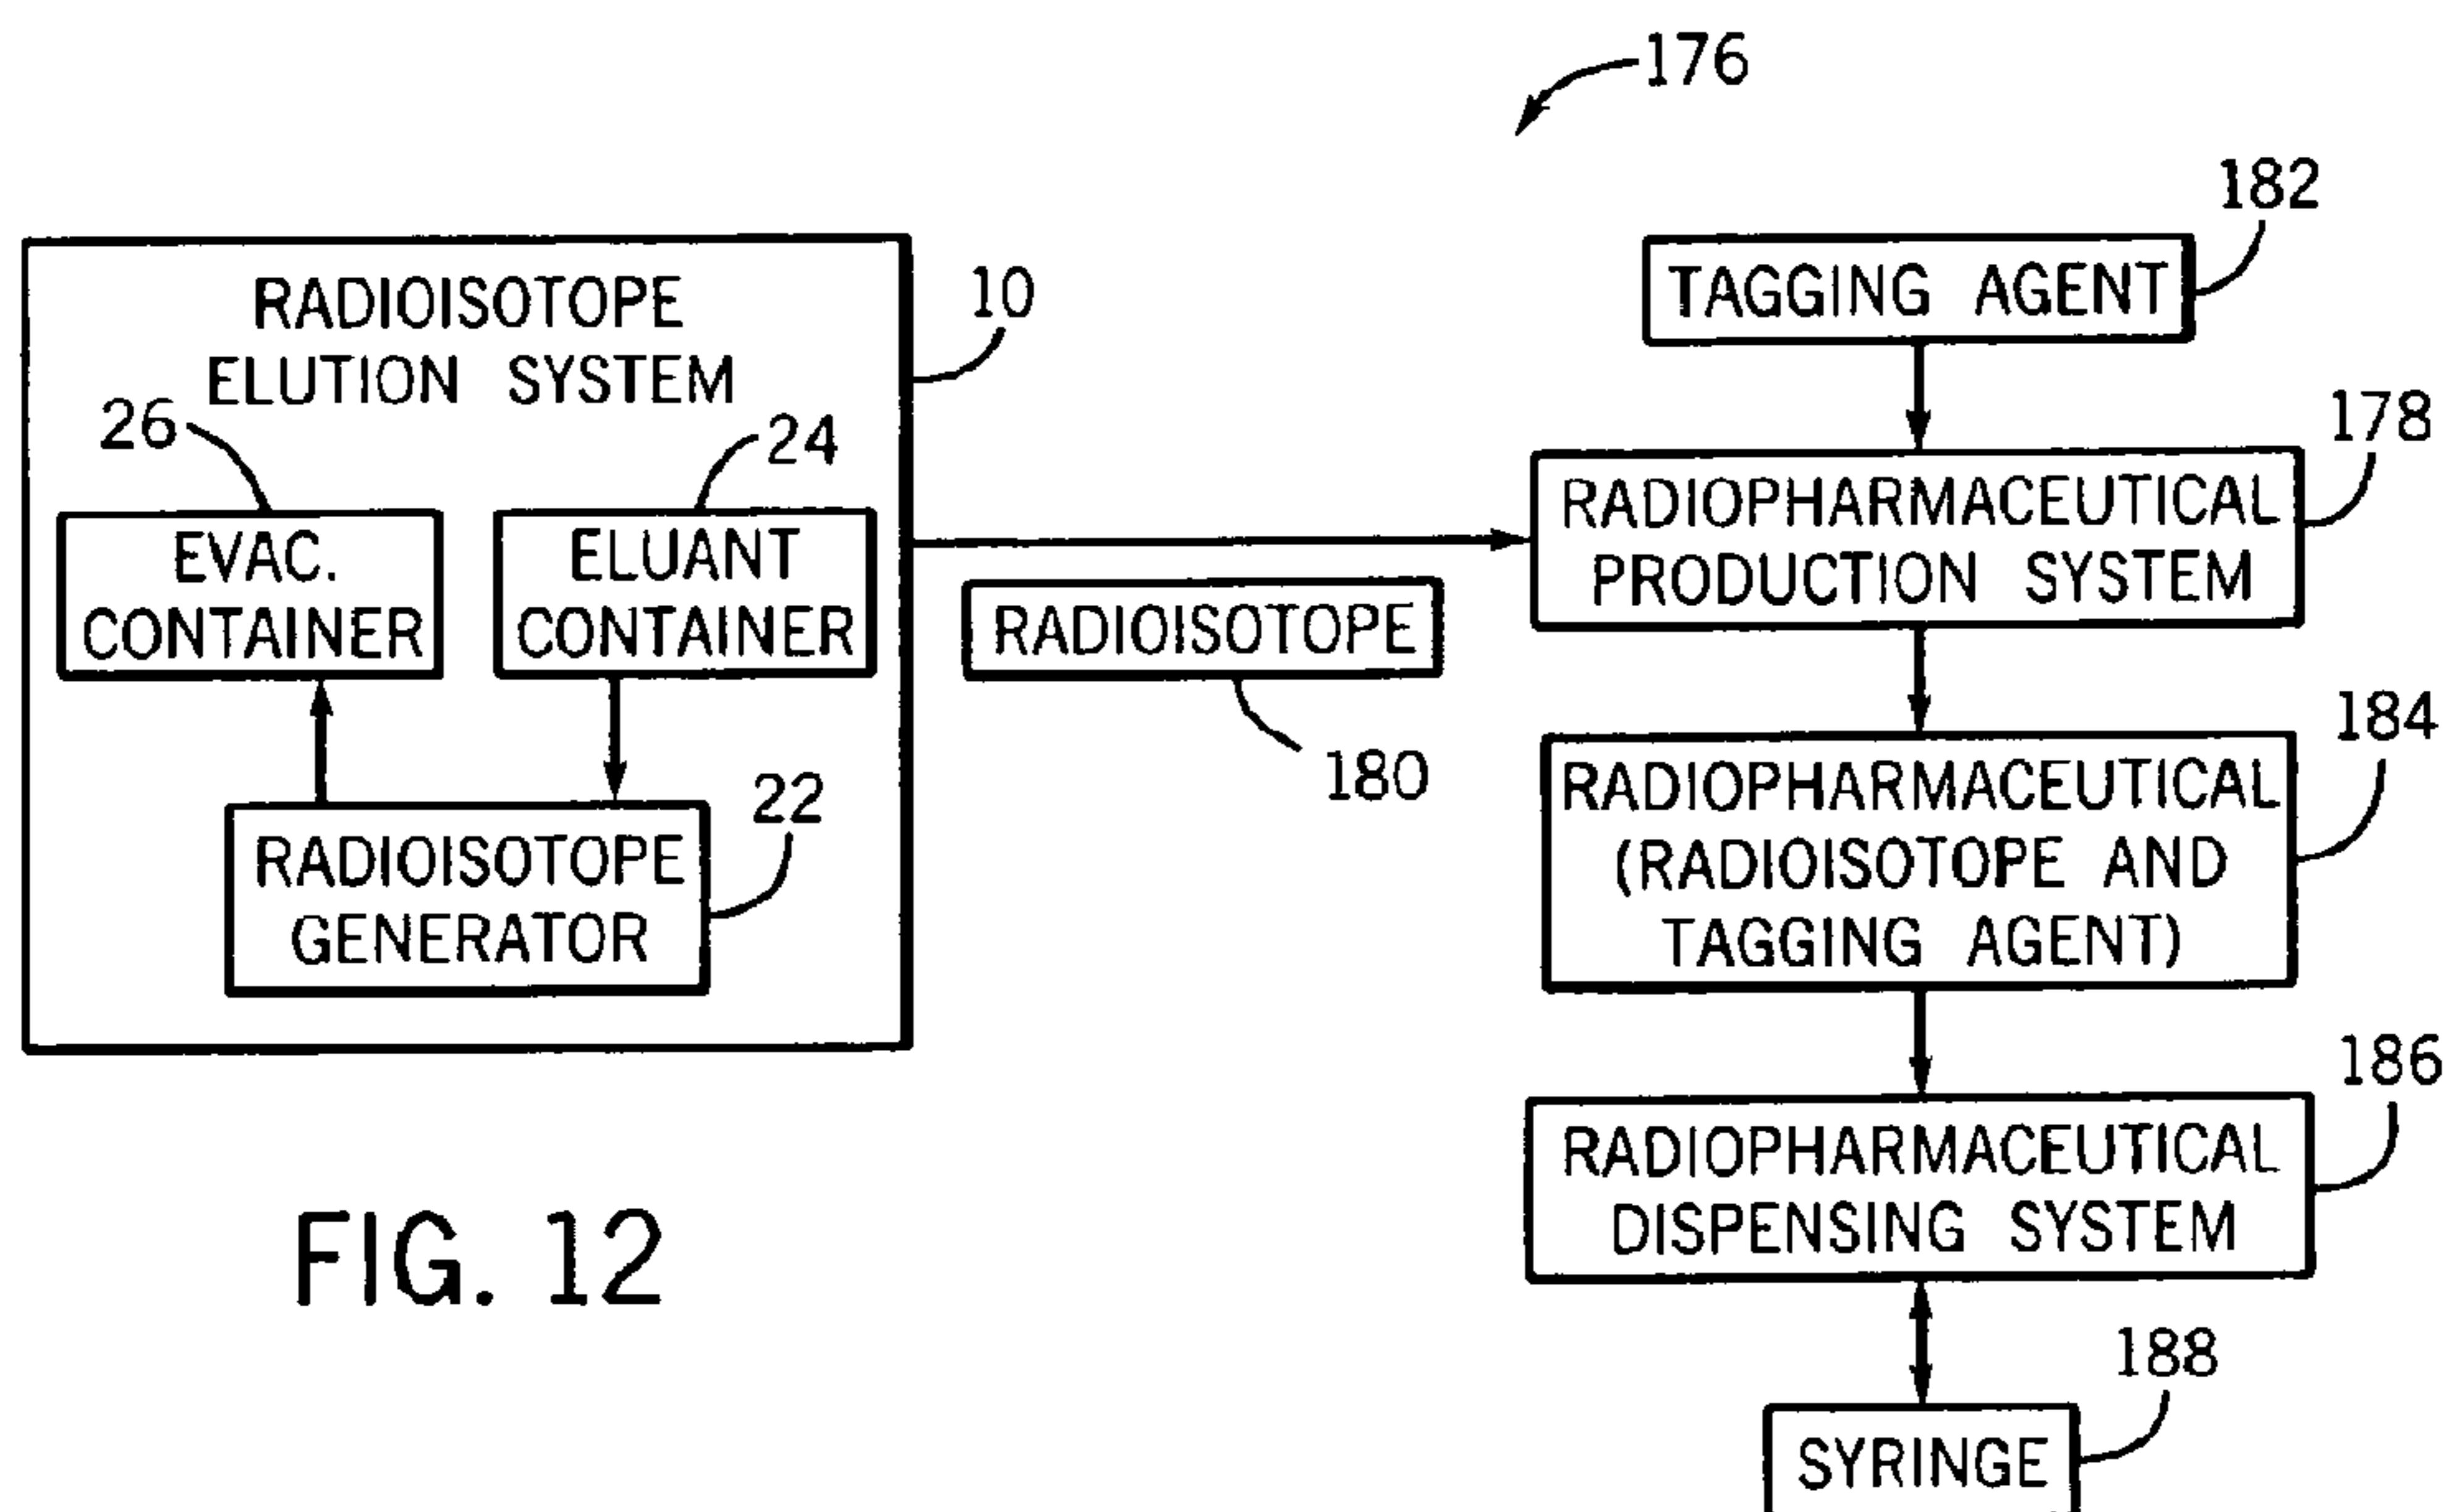 176
182
TAGGING AGENT
10
RADIOISOTOPE
ELUTION SYSTEM
26
24
178
EVAC.
CONTAINER
ELUANT
CONTAINER
RADIOPHARMACEUTICAL
PRODUCTION SYSTEM
RADIOISOTOPE
180
22
RADIOISOTOPE
GENERATOR
184
RADIOPHARMACEUTICAL
(RADIOISOTOPE AND
TAGGING AGENT)
186
RADIOPHARMACEUTICAL
DISPENSING SYSTEM
FIG. 12
188
SYRINGE